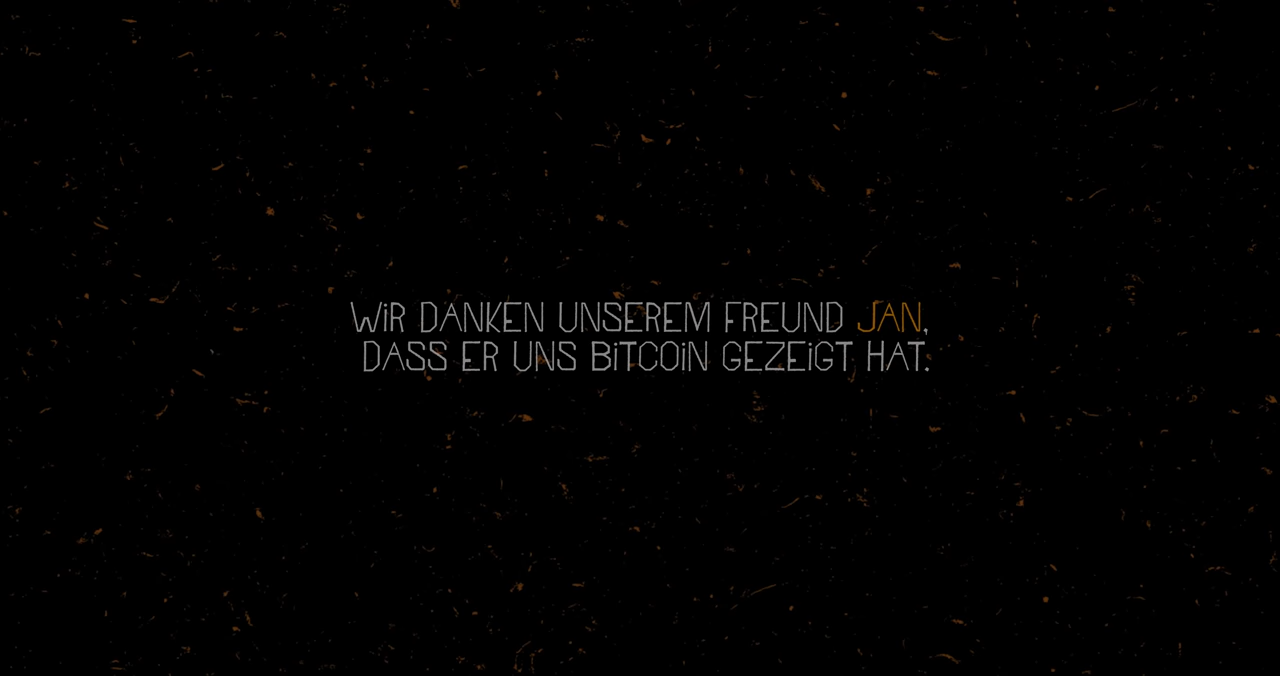 WiR DANKEN UNSEREM FREUND JAN,
DASS ER UNS BiTCOiN GEZEiGT HAT.